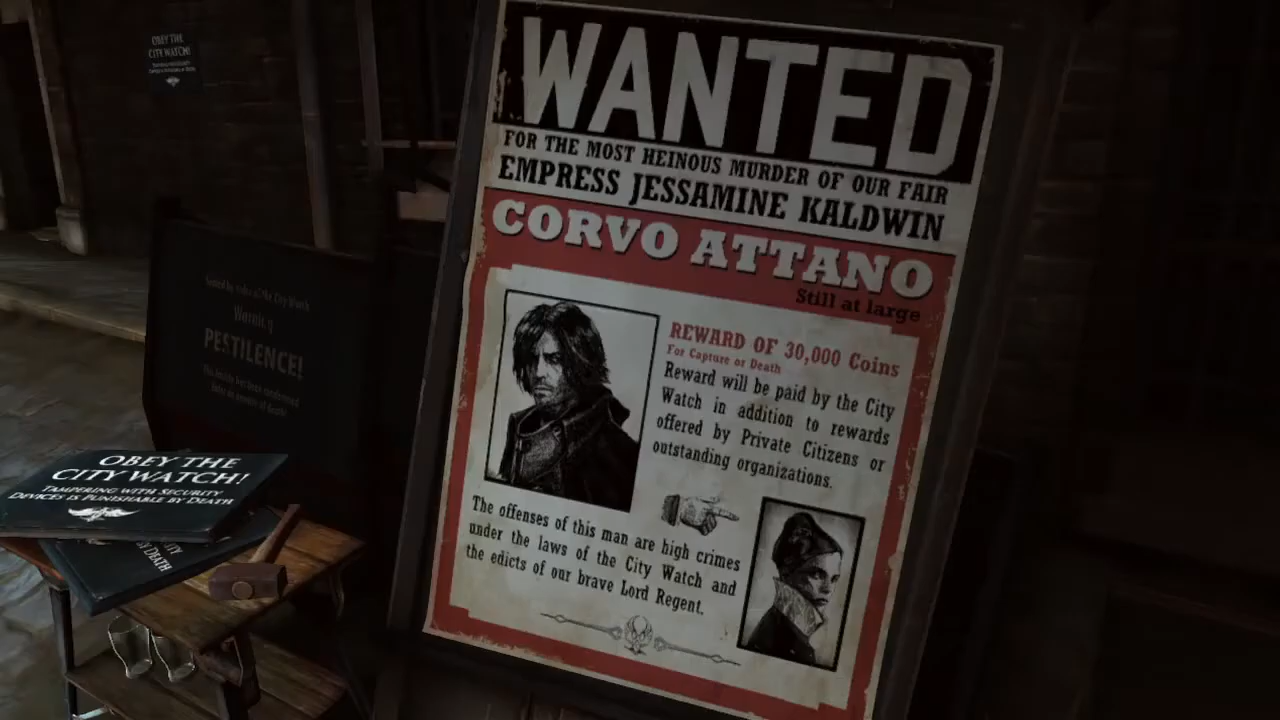 OBEY THE
CITY WATCH!
WANTED
FOR THE MOST HEINOUS MURDER OF OUR FAIR
EMPRESS JESSAMINE KALDWIN
CORVO ATTANO
Still at large
REWARD OF 30,000 Coins
For Capture or Death
Reward will be paid by the City
Watch in addition to rewards
offered by Private Citizens or
outstanding organizations.
The offenses of this man are high crimes
under the laws of the City Watch and
the edicts of our brave Lord Regent.
Warning
PESTILENCE!
OBEY THE
CITY WATCH!
TAMPERING WITH SECURITY
DEVICES IS PUNISHABLE BY DEATH
BY DEATH